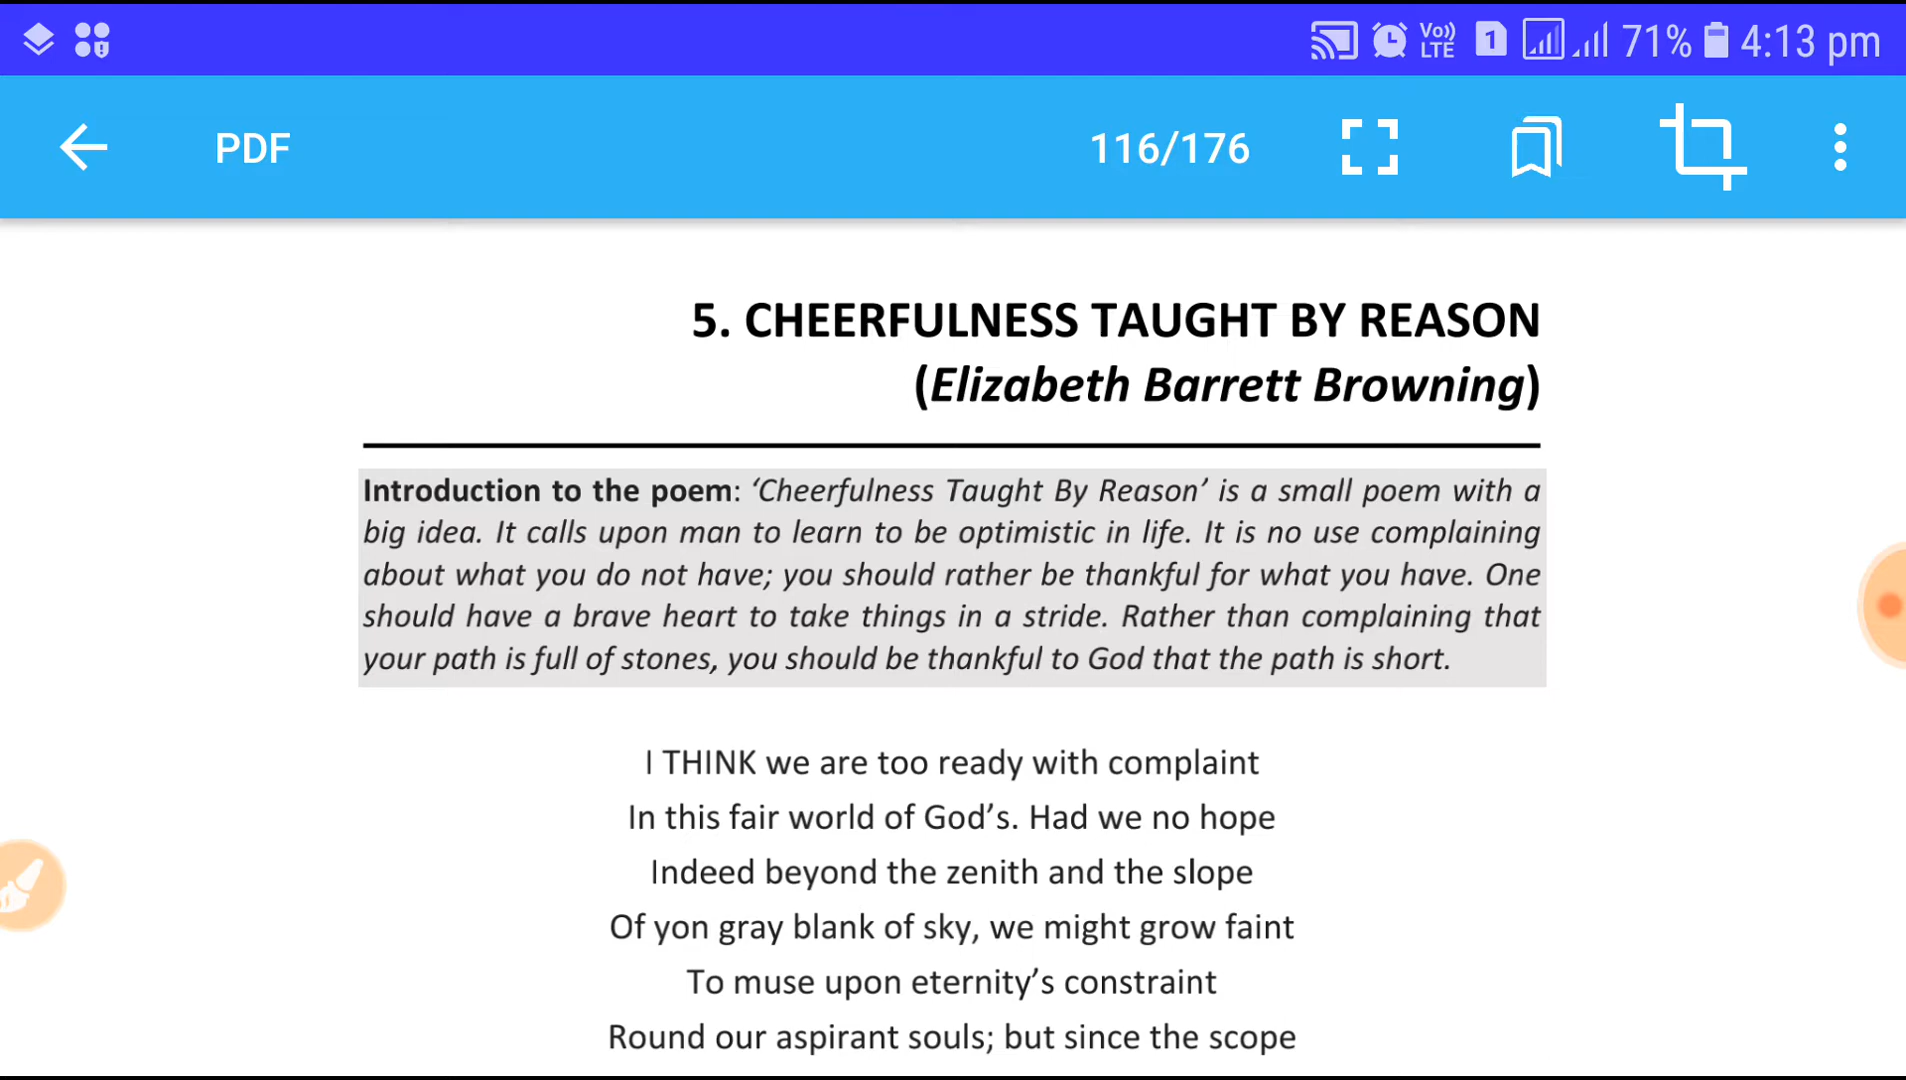 Vo)) LTE 1 71% 4:13 pm
PDF 116/176
5. CHEERFULNESS TAUGHT BY REASON
(Elizabeth Barrett Browning)
Introduction to the poem: ‘Cheerfulness Taught By Reason’ is a small poem with a
big idea. It calls upon man to learn to be optimistic in life. It is no use complaining
about what you do not have; you should rather be thankful for what you have. One
should have a brave heart to take things in a stride. Rather than complaining that
your path is full of stones, you should be thankful to God that the path is short.
I THINK we are too ready with complaint
In this fair world of God’s. Had we no hope
Indeed beyond the zenith and the slope
Of yon gray blank of sky, we might grow faint
To muse upon eternity’s constraint
Round our aspirant souls; but since the scope